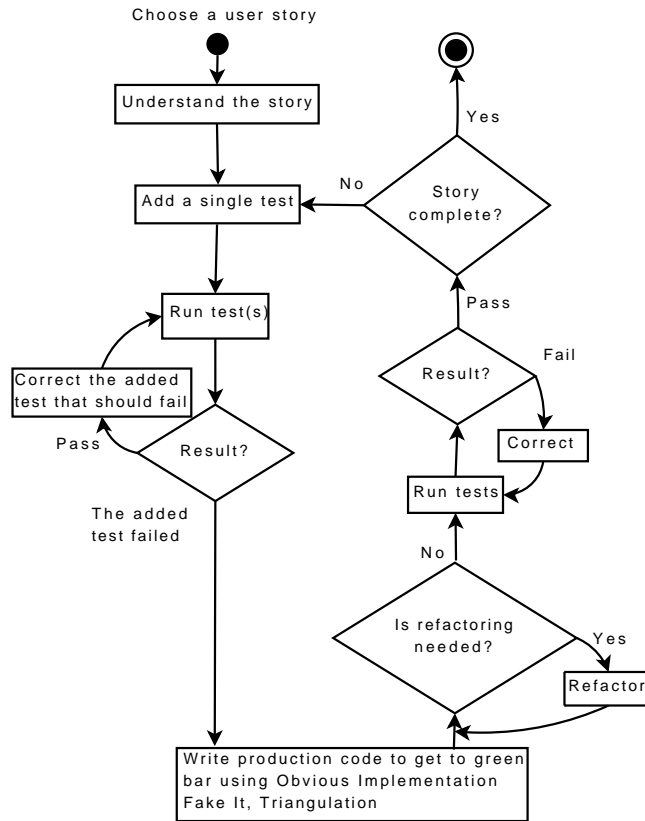 Choose a user story
Understand the story
Add a single test
Run test(s)
Correct the added
test that should fail
Pass
Result?
The added
test failed
Write production code to get to green
bar using Obvious Implementation
Fake It, Triangulation
Is refactoring
needed?
Yes
Refactor
No
Run tests
Result?
Fail
Correct
Pass
Story
complete?
No
Yes